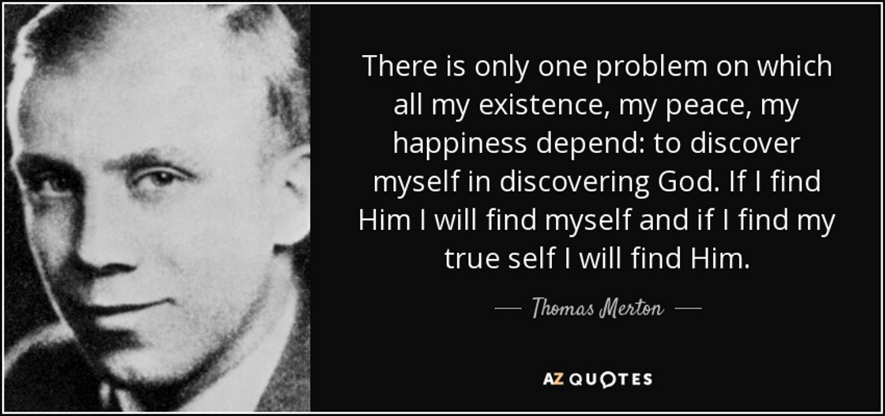 There is only one problem on which
all my existence, my peace, my
happiness depend: to discover
myself in discovering God. If I find
Him I will find myself and if I find my
true self I will find Him.
Thomas Merton
AZ QUOTES